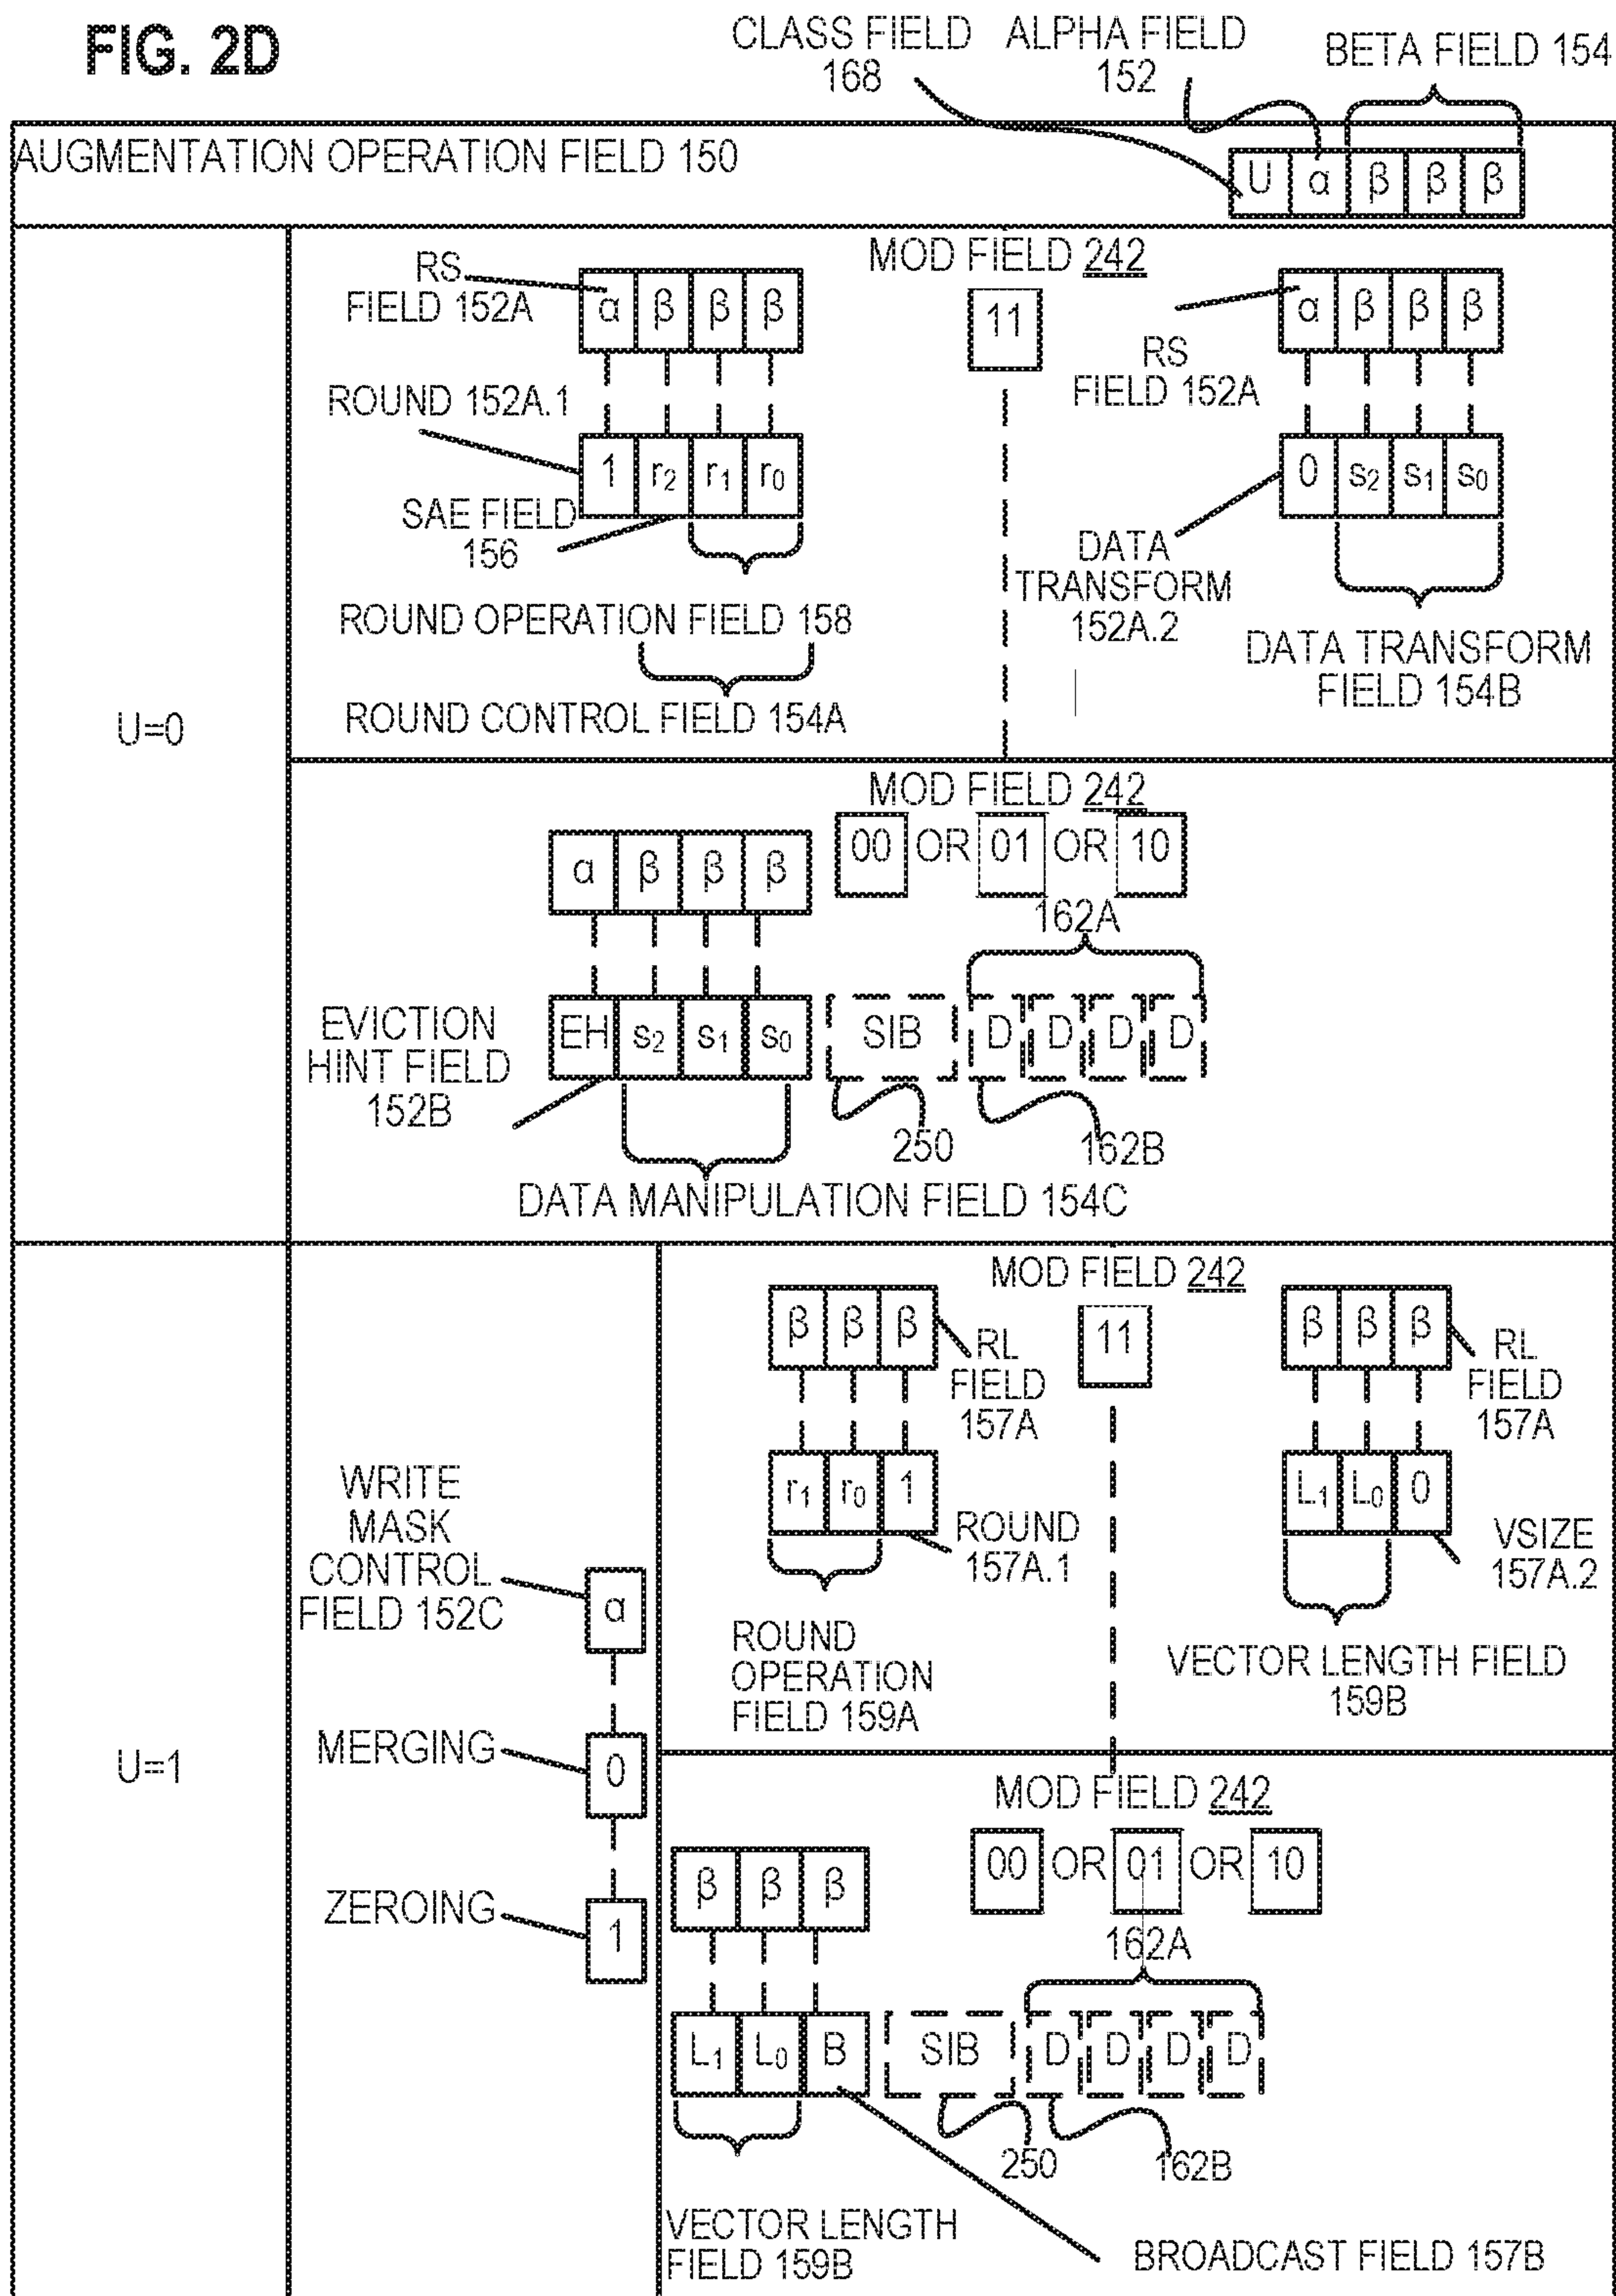 FIG. 2D
CLASS FIELD
168
ALPHA FIELD
152
BETA FIELD 154
AUGMENTATION OPERATION FIELD 150
U α β β β
U=0
MOD FIELD 242
11
RS
FIELD 152A
α β β β
ROUND 152A.1
1 r2 r1 r0
SAE FIELD
156
ROUND OPERATION FIELD 158
ROUND CONTROL FIELD 154A
α β β β
RS
FIELD 152A
0 s2 s1 s0
DATA
TRANSFORM
152A.2
DATA TRANSFORM
FIELD 154B
MOD FIELD 242
00 OR 01 OR 10
α β β β
162A
EVICTION
HINT FIELD
152B
EH s2 s1 s0 SIB D D D D
250
162B
DATA MANIPULATION FIELD 154C
U=1
WRITE
MASK
CONTROL
FIELD 152C
α
MERGING
0
ZEROING
1
MOD FIELD 242
11
β β β
RL
FIELD
157A
r1 r0 1
ROUND
157A.1
ROUND
OPERATION
FIELD 159A
β β β
RL
FIELD
157A
L1 L0 0
VSIZE
157A.2
VECTOR LENGTH FIELD
159B
MOD FIELD 242
00 OR 01 OR 10
β β β
162A
L1 L0 B SIB D D D D
250
162B
VECTOR LENGTH
FIELD 159B
BROADCAST FIELD 157B